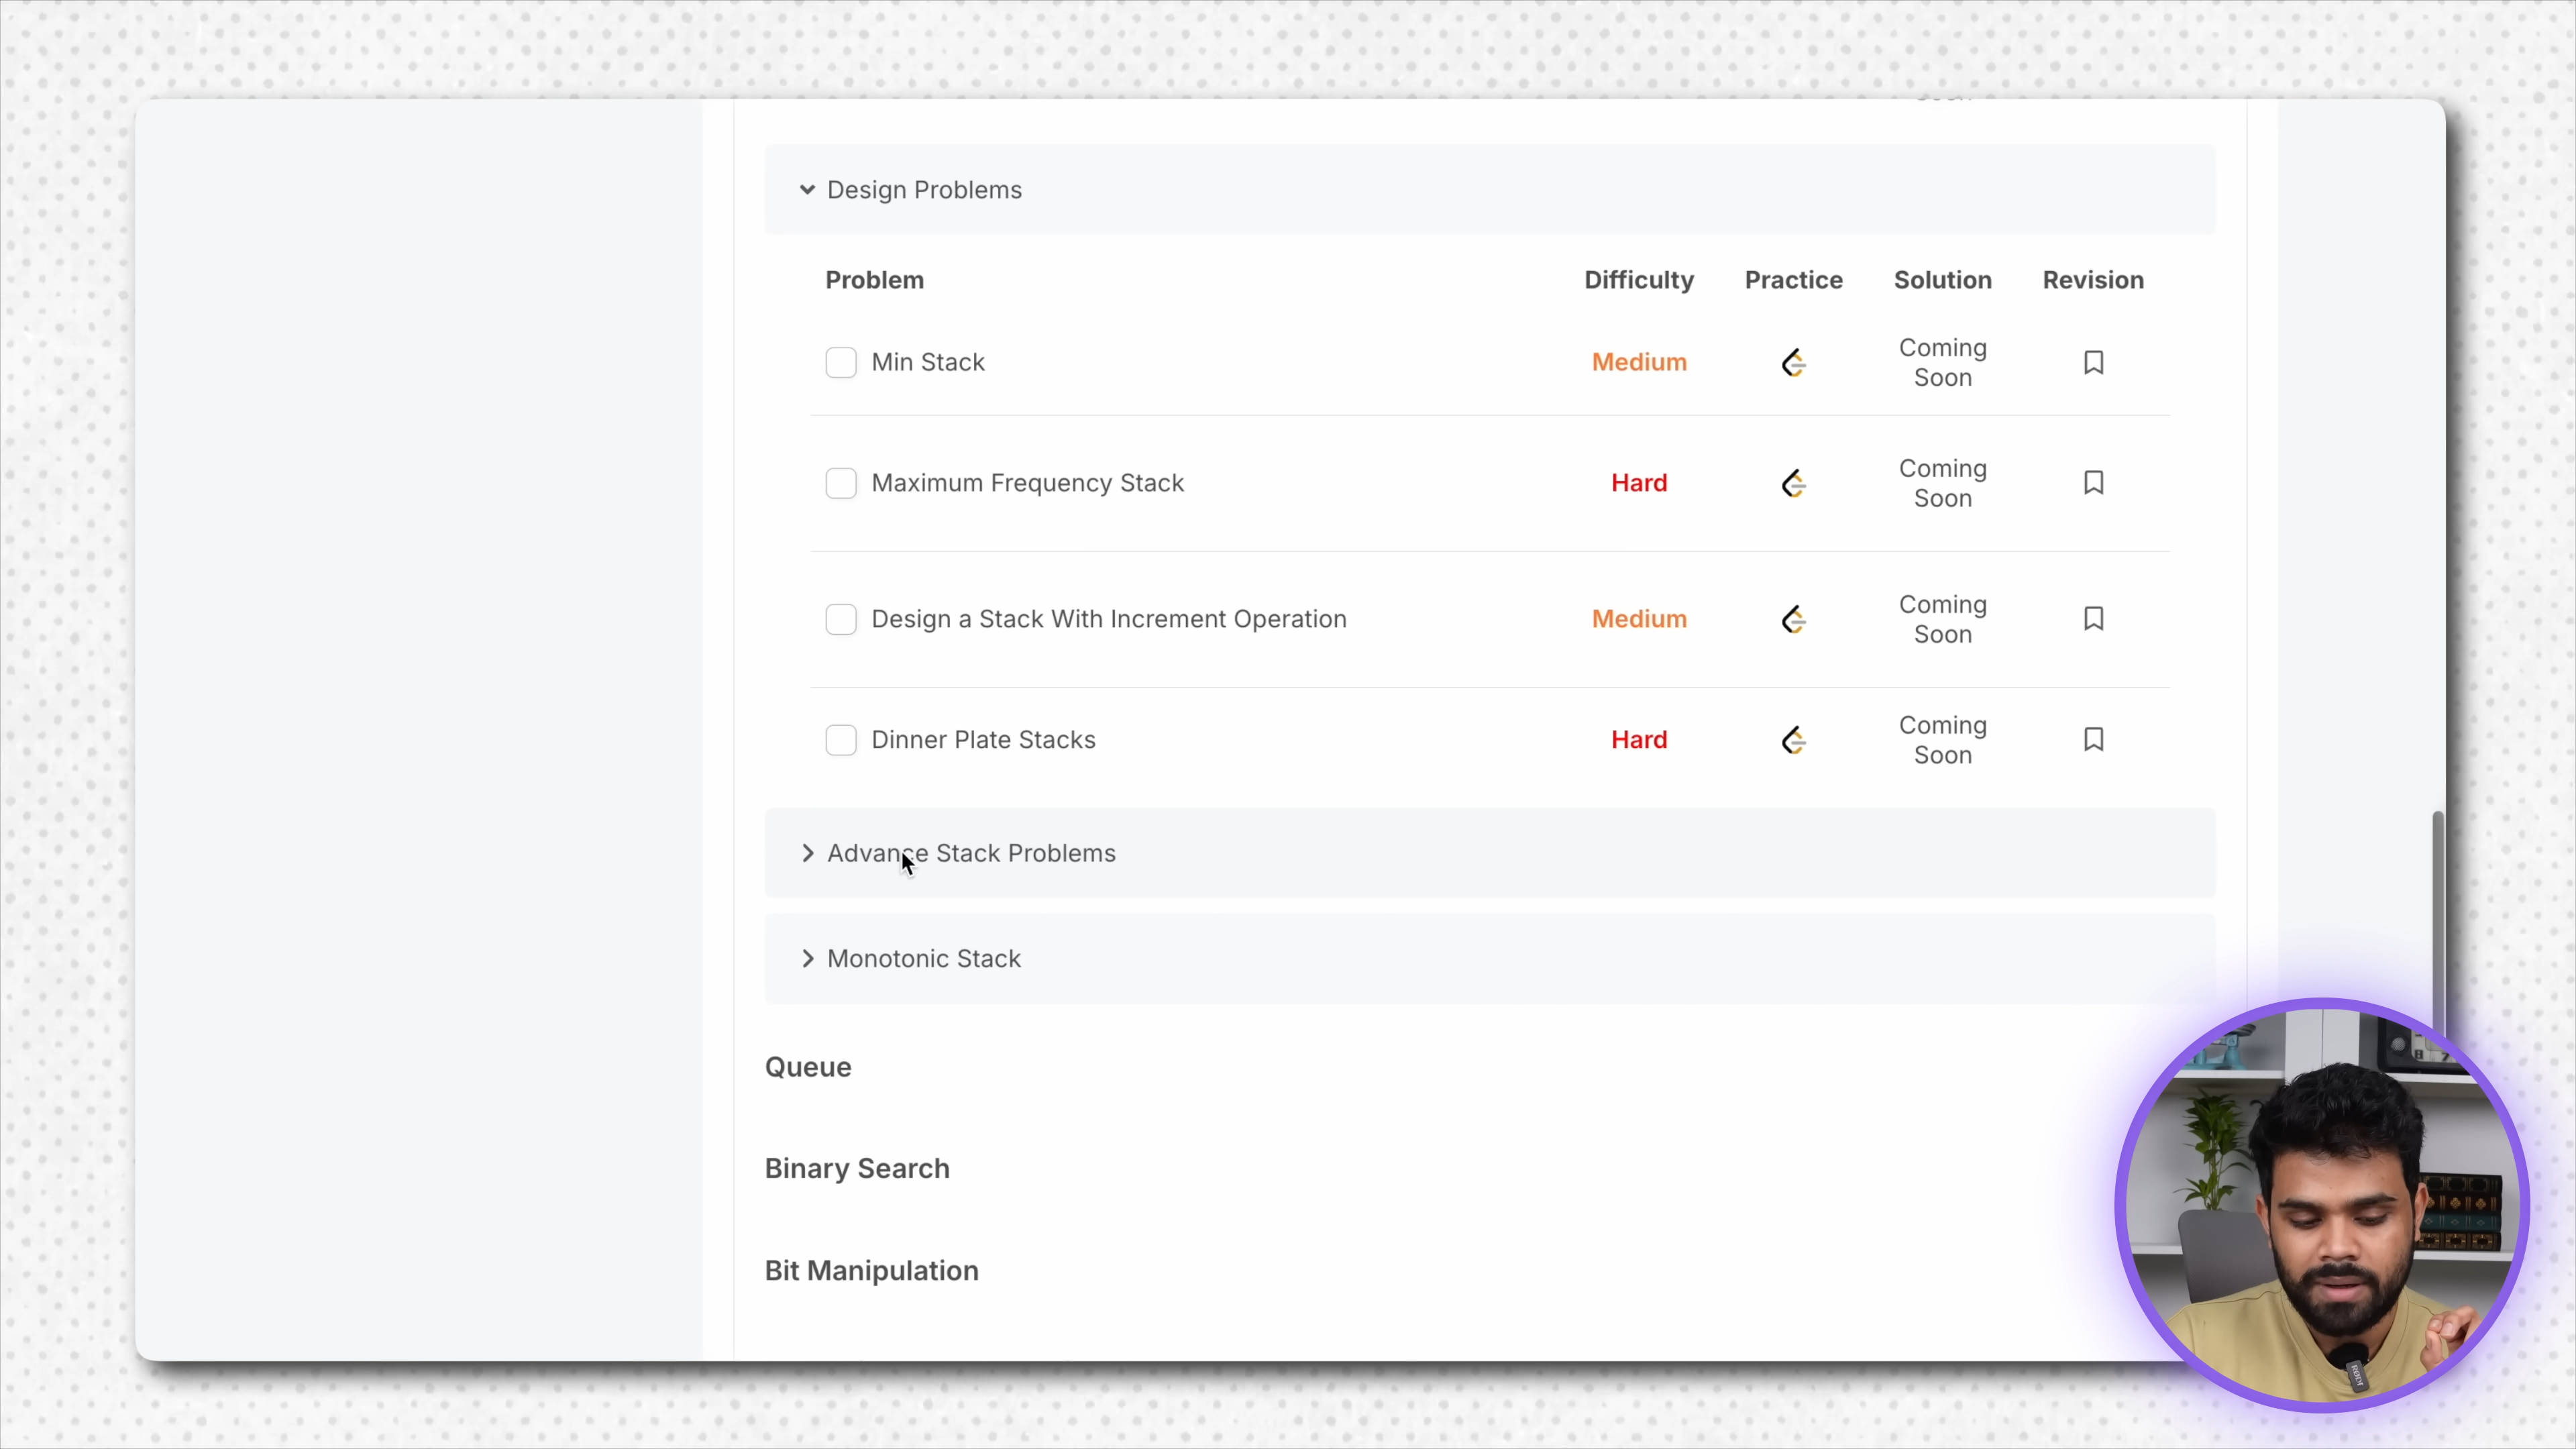 Design Problems
Problem Difficulty Practice Solution Revision
Min Stack Medium Coming Soon
Maximum Frequency Stack Hard Coming Soon
Design a Stack With Increment Operation Medium Coming Soon
Dinner Plate Stacks Hard Coming Soon
Advance Stack Problems
Monotonic Stack
Queue
Binary Search
Bit Manipulation